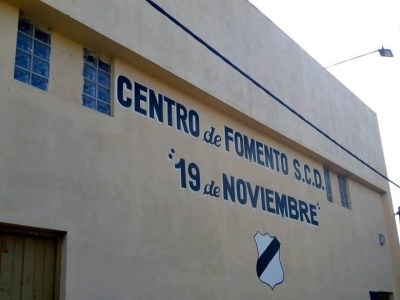 CENTRO de FOMENTO S.C.D.
"19 de NOVIEMBRE"